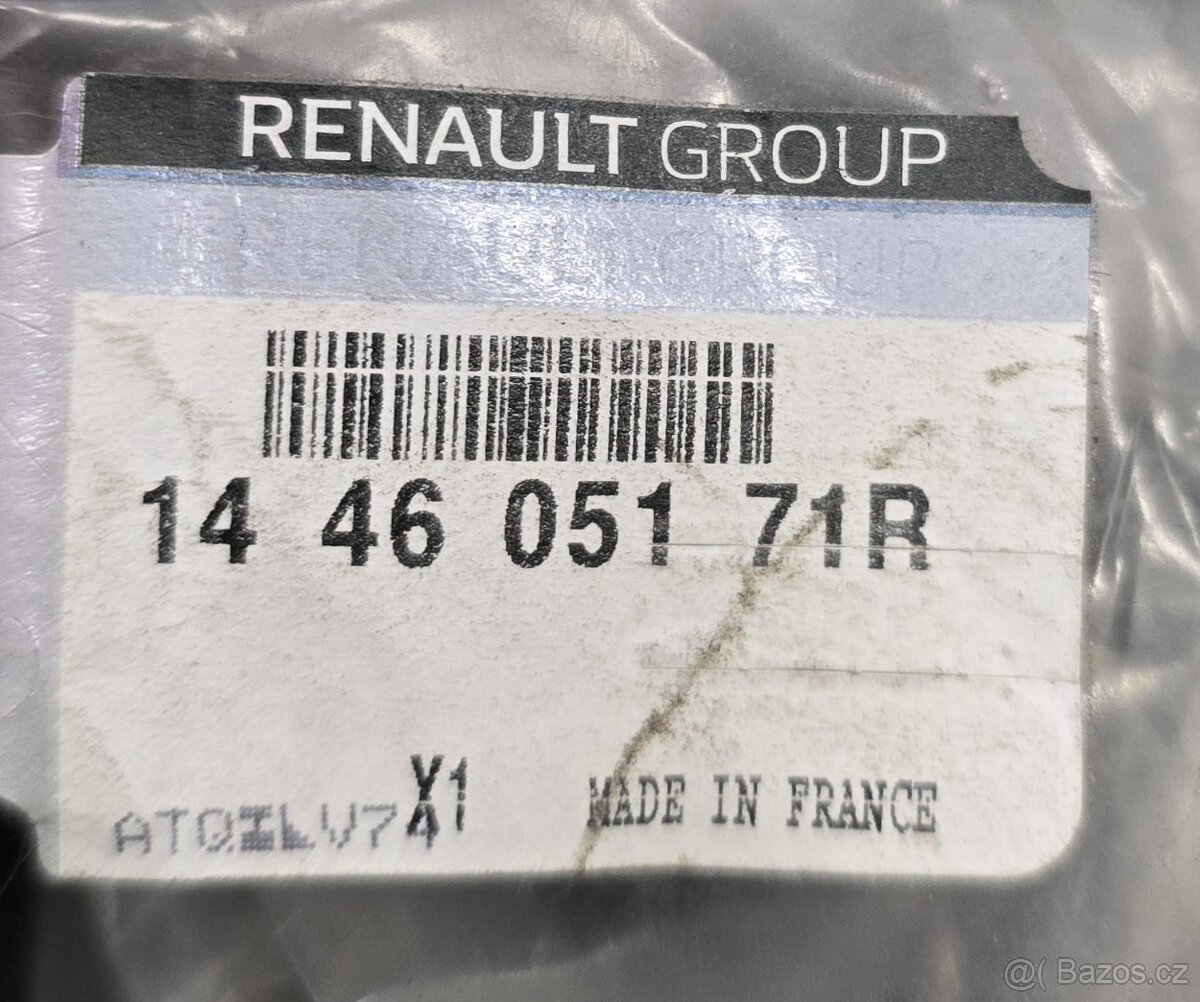 RENAULT GROUP
14 46 051 71R
X1
MADE IN FRANCE
@( Bazos.cz